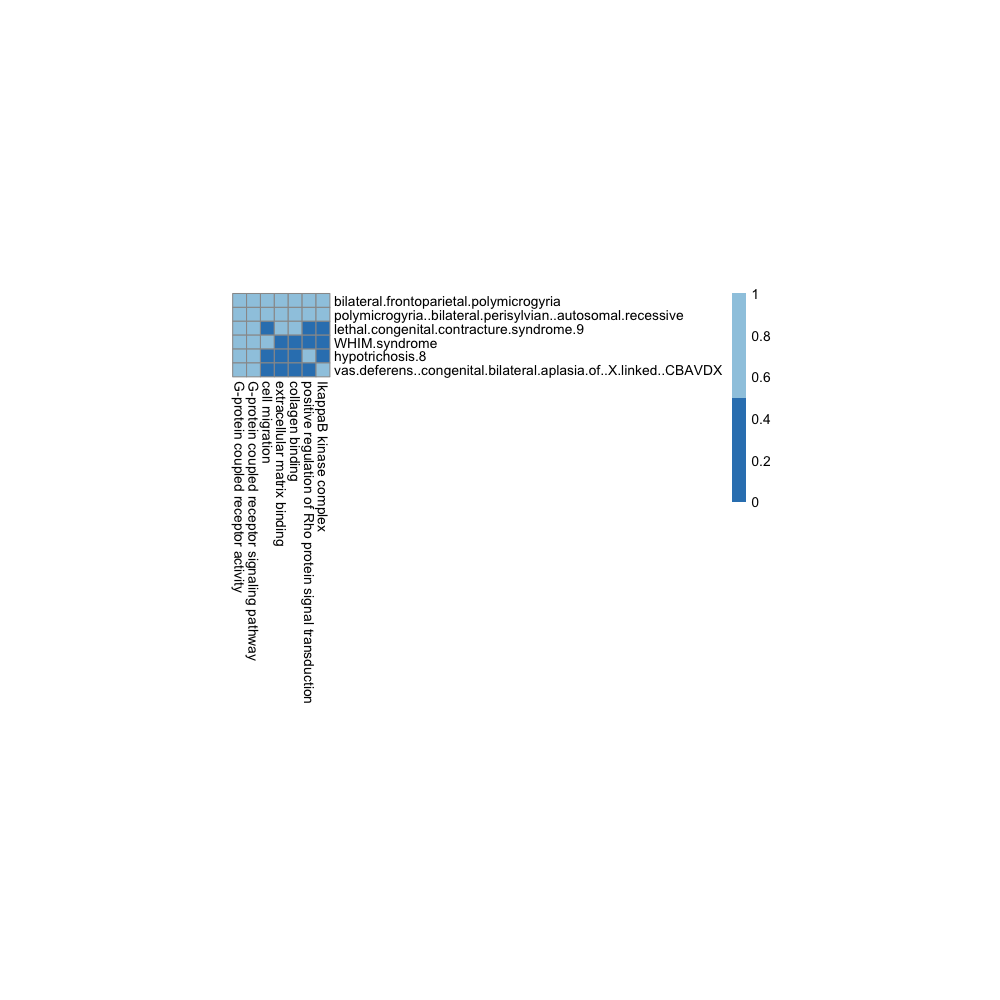 bilateral.frontoparietal.polymicrogyria
polymicrogyria..bilateral.perisylvian..autosomal.recessive
lethal.congenital.contracture.syndrome.9
WHIM.syndrome
hypotrichosis.8
vas.deferens..congenital.bilateral.aplasia.of..X.linked..CBAVDX
G-protein coupled receptor activity
G-protein coupled receptor signaling pathway
cell migration
extracellular matrix binding
collagen binding
positive regulation of Rho protein signal transduction
IkappaB kinase complex
1
0.8
0.6
0.4
0.2
0